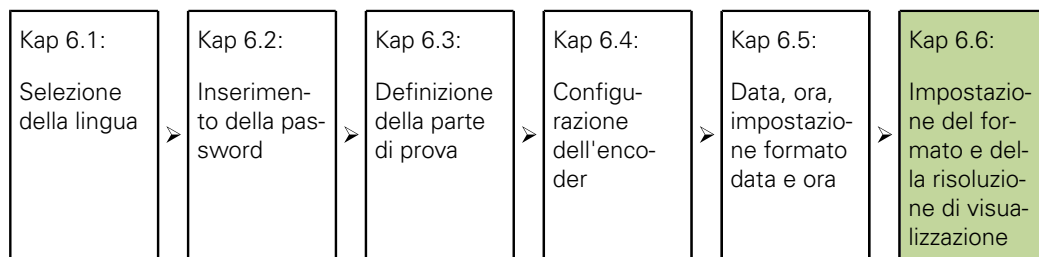 Kap 6.1:
Selezione
della lingua
➢
Kap 6.2:
Inserimen-
to della pas-
sword
➢
Kap 6.3:
Definizione
della parte
di prova
➢
Kap 6.4:
Configu-
razione
dell'enco-
der
➢
Kap 6.5:
Data, ora,
impostazio-
ne formato
data e ora
➢
Kap 6.6:
Impostazio-
ne del for-
mato e del-
la risoluzio-
ne di visua-
lizzazione